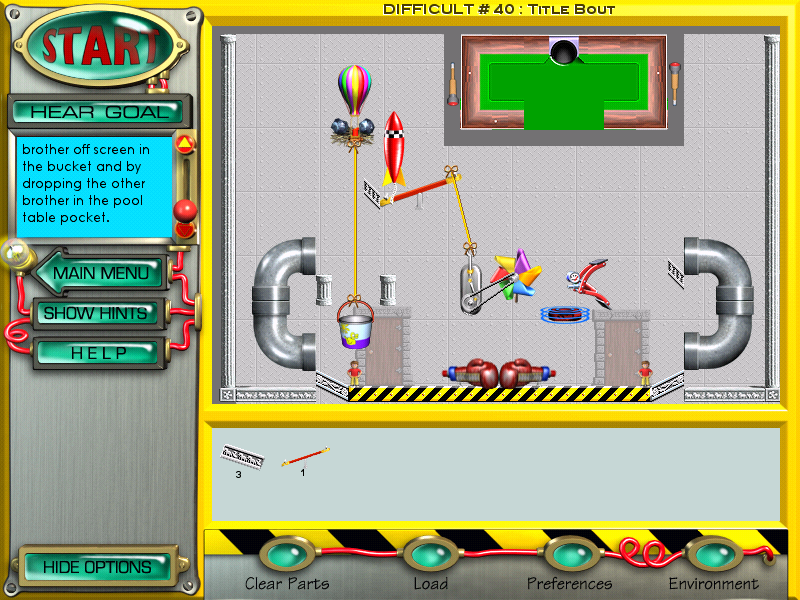 DIFFICULT # 40 : Title Bout
START
HEAR GOAL
brother off screen in
the bucket and by
dropping the other
brother in the pool
table pocket.
MAIN MENU
SHOW HINTS
HELP
3
1
HIDE OPTIONS
Clear Parts
Load
Preferences
Environment